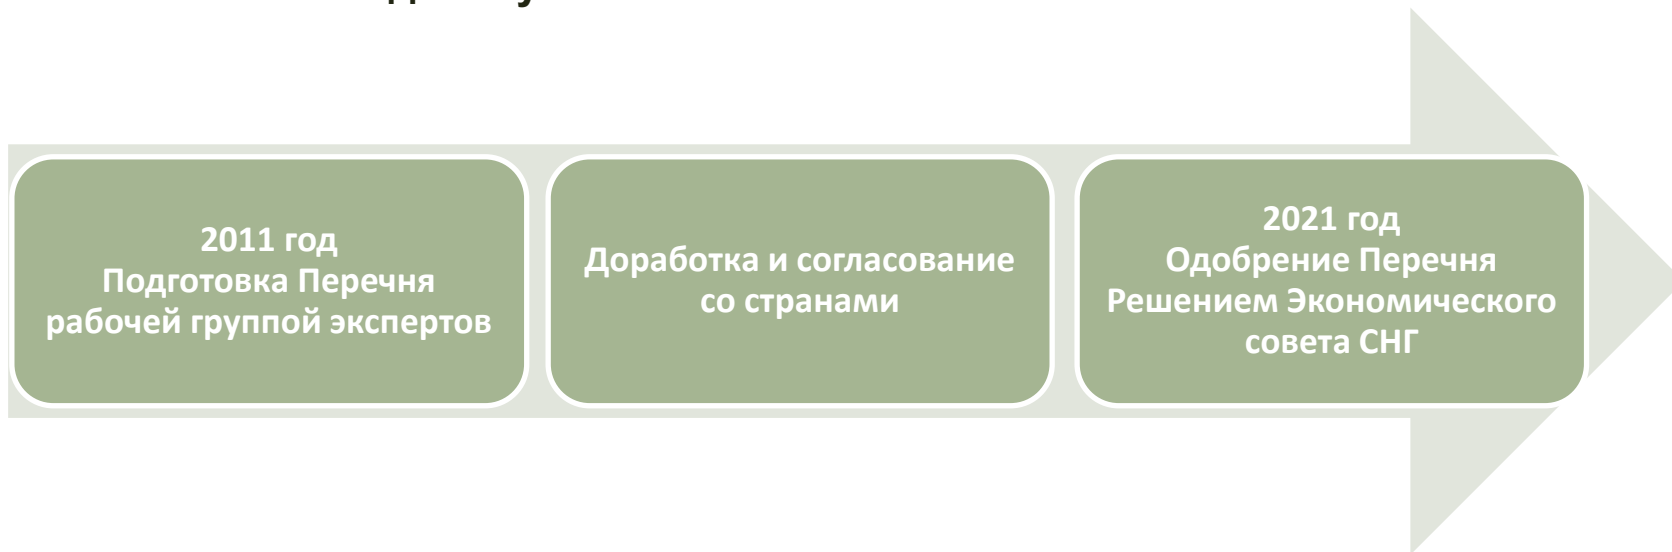 2011 год
Подготовка Перечня
рабочей группой экспертов
Доработка и согласование
со странами
2021 год
Одобрение Перечня
Решением Экономического
совета СНГ